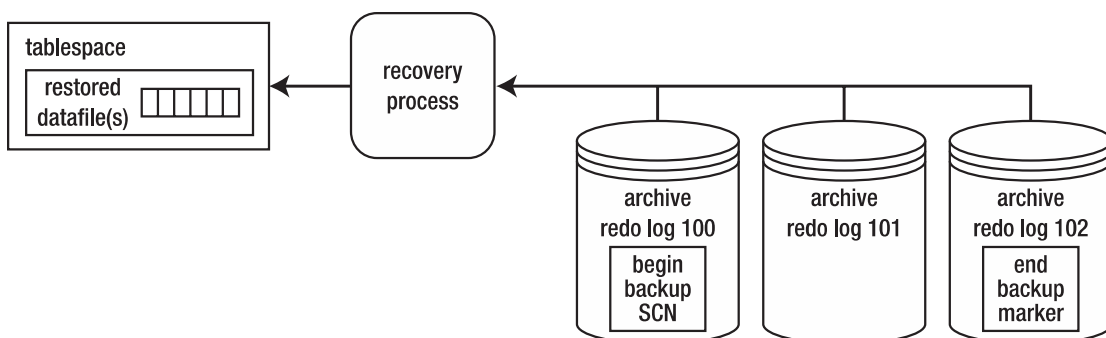 tablespace
restored
datafile(s)
recovery
process
archive
redo log 100
begin
backup
SCN
archive
redo log 101
archive
redo log 102
end
backup
marker